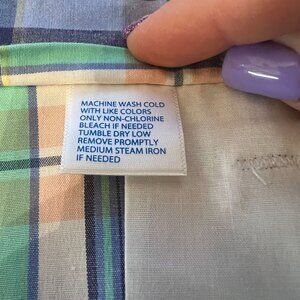 MACHINE WASH COLD
WITH LIKE COLORS
ONLY NON-CHLORINE
BLEACH IF NEEDED
TUMBLE DRY LOW
REMOVE PROMPTLY
MEDIUM STEAM IRON
IF NEEDED